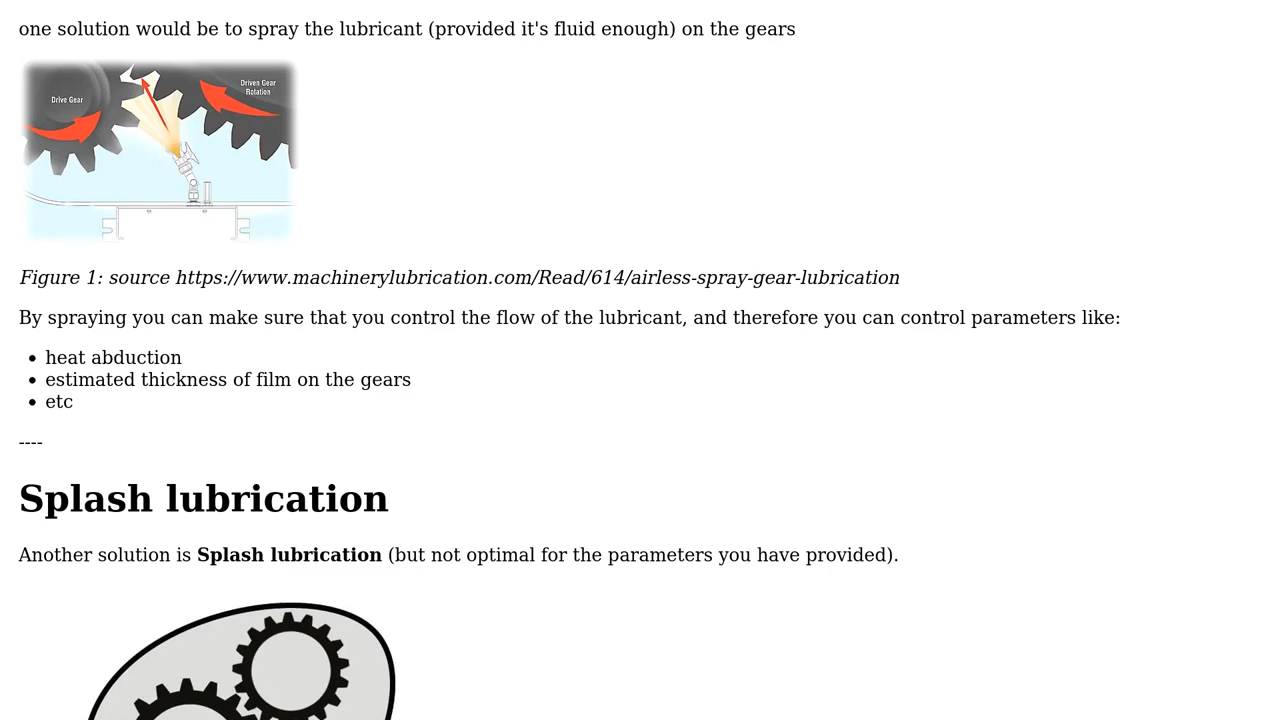 one solution would be to spray the lubricant (provided it's fluid enough) on the gears
Drive Gear
Driven Gear
Rotation
Figure 1: source https://www.machinerylubrication.com/Read/614/airless-spray-gear-lubrication
By spraying you can make sure that you control the flow of the lubricant, and therefore you can control parameters like:
• heat abduction
• estimated thickness of film on the gears
• etc
----
Splash lubrication
Another solution is Splash lubrication (but not optimal for the parameters you have provided).